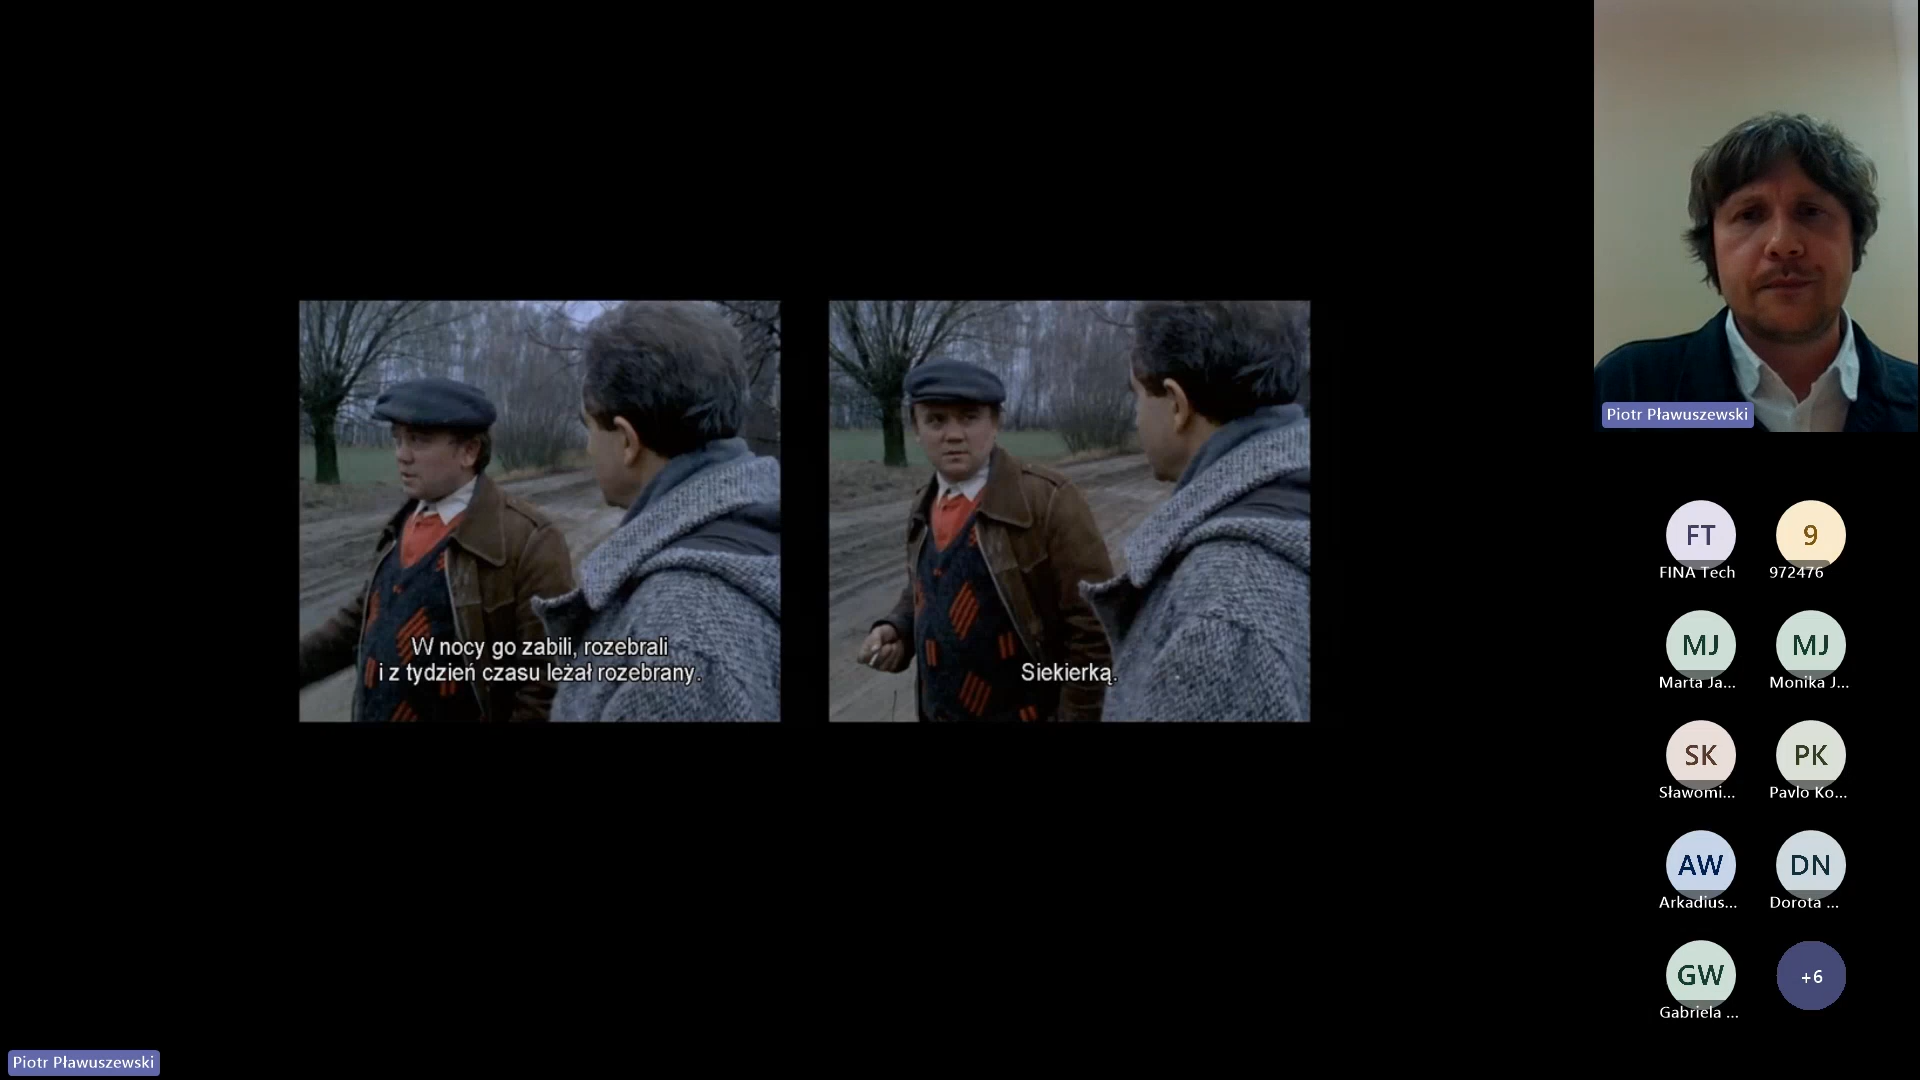 W nocy go zabili, rozebrali
i z tydzień czasu leżał rozebrany.
Siekierką.
Piotr Pławuszewski
FT
FINA Tech
9
972476
MJ
Marta Ja...
MJ
Monika J...
SK
Sławomi...
PK
Pavlo Ko...
AW
Arkadius...
DN
Dorota ...
GW
Gabriela ...
+6
Piotr Pławuszewski